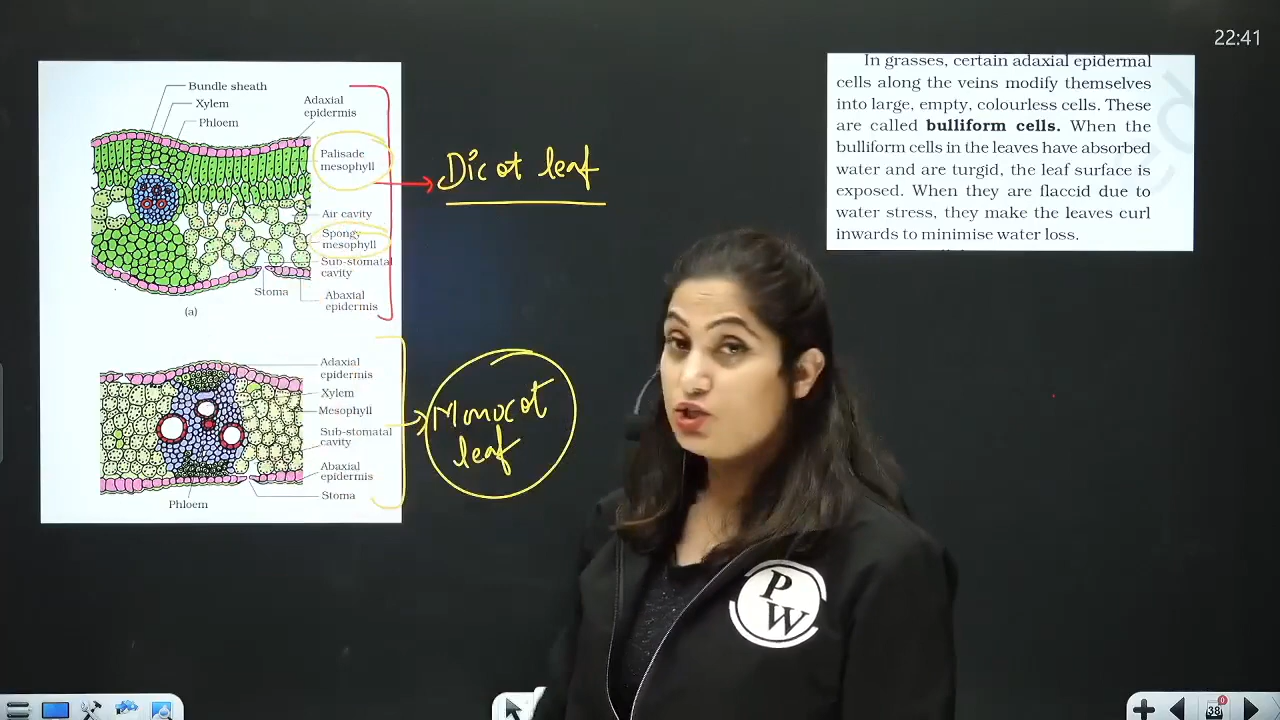 22:41
Bundle sheath
Xylem
Phloem
Adaxial
epidermis
Palisade
mesophyll
Air cavity
Spongy
mesophyll
Sub-stomatal
cavity
Stoma
Abaxial
epidermis
(a)
Dicot leaf
Adaxial
epidermis
Xylem
Mesophyll
Sub-stomatal
cavity
Abaxial
epidermis
Stoma
Phloem
Monocot
leaf
In grasses, certain adaxial epidermal
cells along the veins modify themselves
into large, empty, colourless cells. These
are called bulliform cells. When the
bulliform cells in the leaves have absorbed
water and are turgid, the leaf surface is
exposed. When they are flaccid due to
water stress, they make the leaves curl
inwards to minimise water loss.
P
W
38
0